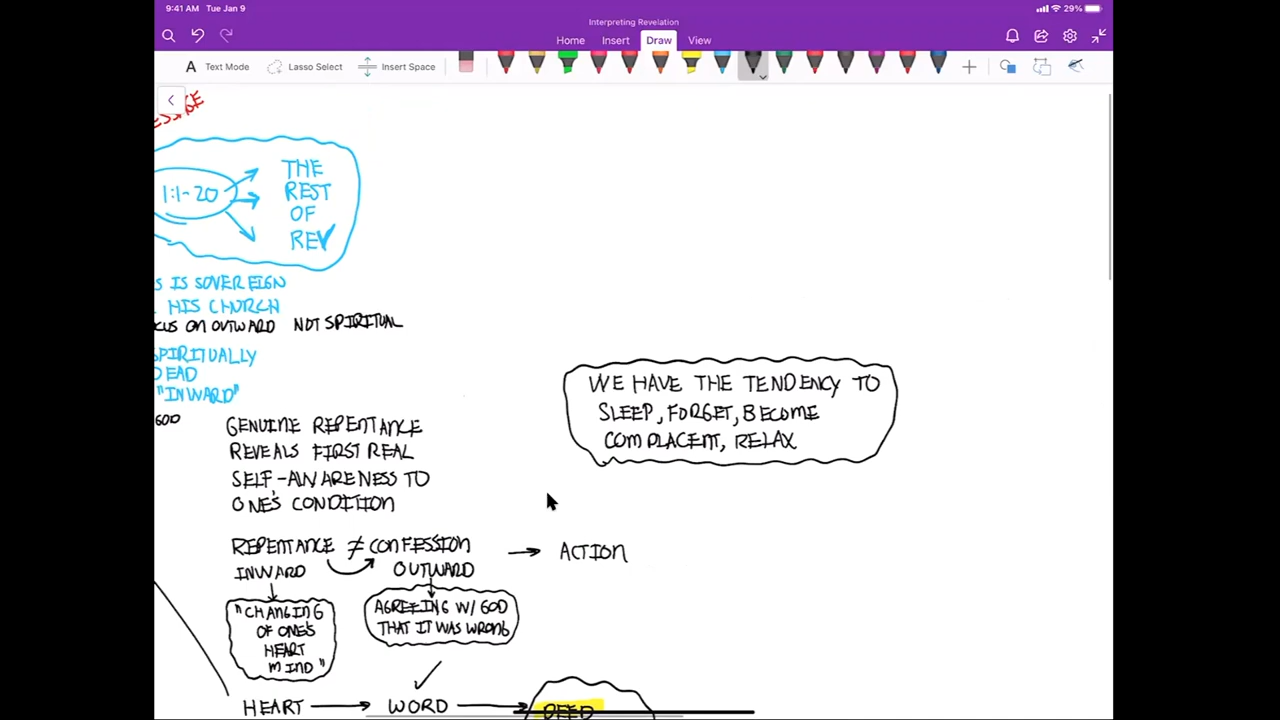 9:41 AM Tue Jan 9
29%
Interpreting Revelation
Home Insert Draw View
Text Mode Lasso Select Insert Space
1:1-20
THE
REST
OF
REV
S IS SOVEREIGN
HIS CHURCH
CUS ON OUTWARD NOT SPIRITUAL
SPIRITUALLY
DEAD
"INWARD"
GOD
WE HAVE THE TENDENCY TO
SLEEP, FORGET, BECOME
COMPLACENT, RELAX
GENUINE REPENTANCE
REVEALS FIRST REAL
SELF-AWARENESS TO
ONE'S CONDITION
REPENTANCE ≠ CONFESSION → ACTION
INWARD OUTWARD
"CHANGING
OF ONE'S
HEART
MIND"
AGREEING W/ GOD
THAT IT WAS WRONG
HEART → WORD → DEED